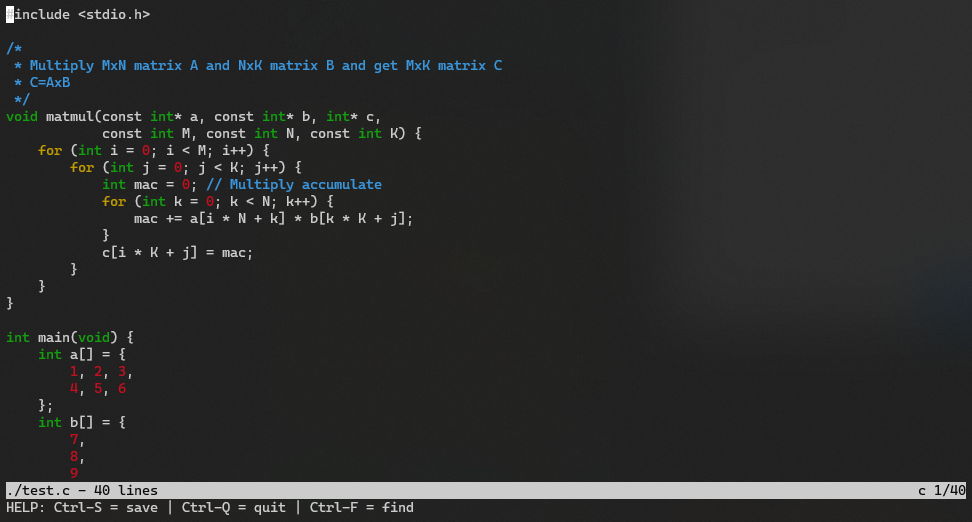 #include <stdio.h>

/*
 * Multiply MxN matrix A and NxK matrix B and get MxK matrix C
 * C=AxB
 */
void matmul(const int* a, const int* b, int* c,
            const int M, const int N, const int K) {
    for (int i = 0; i < M; i++) {
        for (int j = 0; j < K; j++) {
            int mac = 0; // Multiply accumulate
            for (int k = 0; k < N; k++) {
                mac += a[i * N + k] * b[k * K + j];
            }
            c[i * K + j] = mac;
        }
    }
}

int main(void) {
    int a[] = {
        1, 2, 3,
        4, 5, 6
    };
    int b[] = {
        7,
        8,
        9
./test.c - 40 lines c 1/40
HELP: Ctrl-S = save | Ctrl-Q = quit | Ctrl-F = find